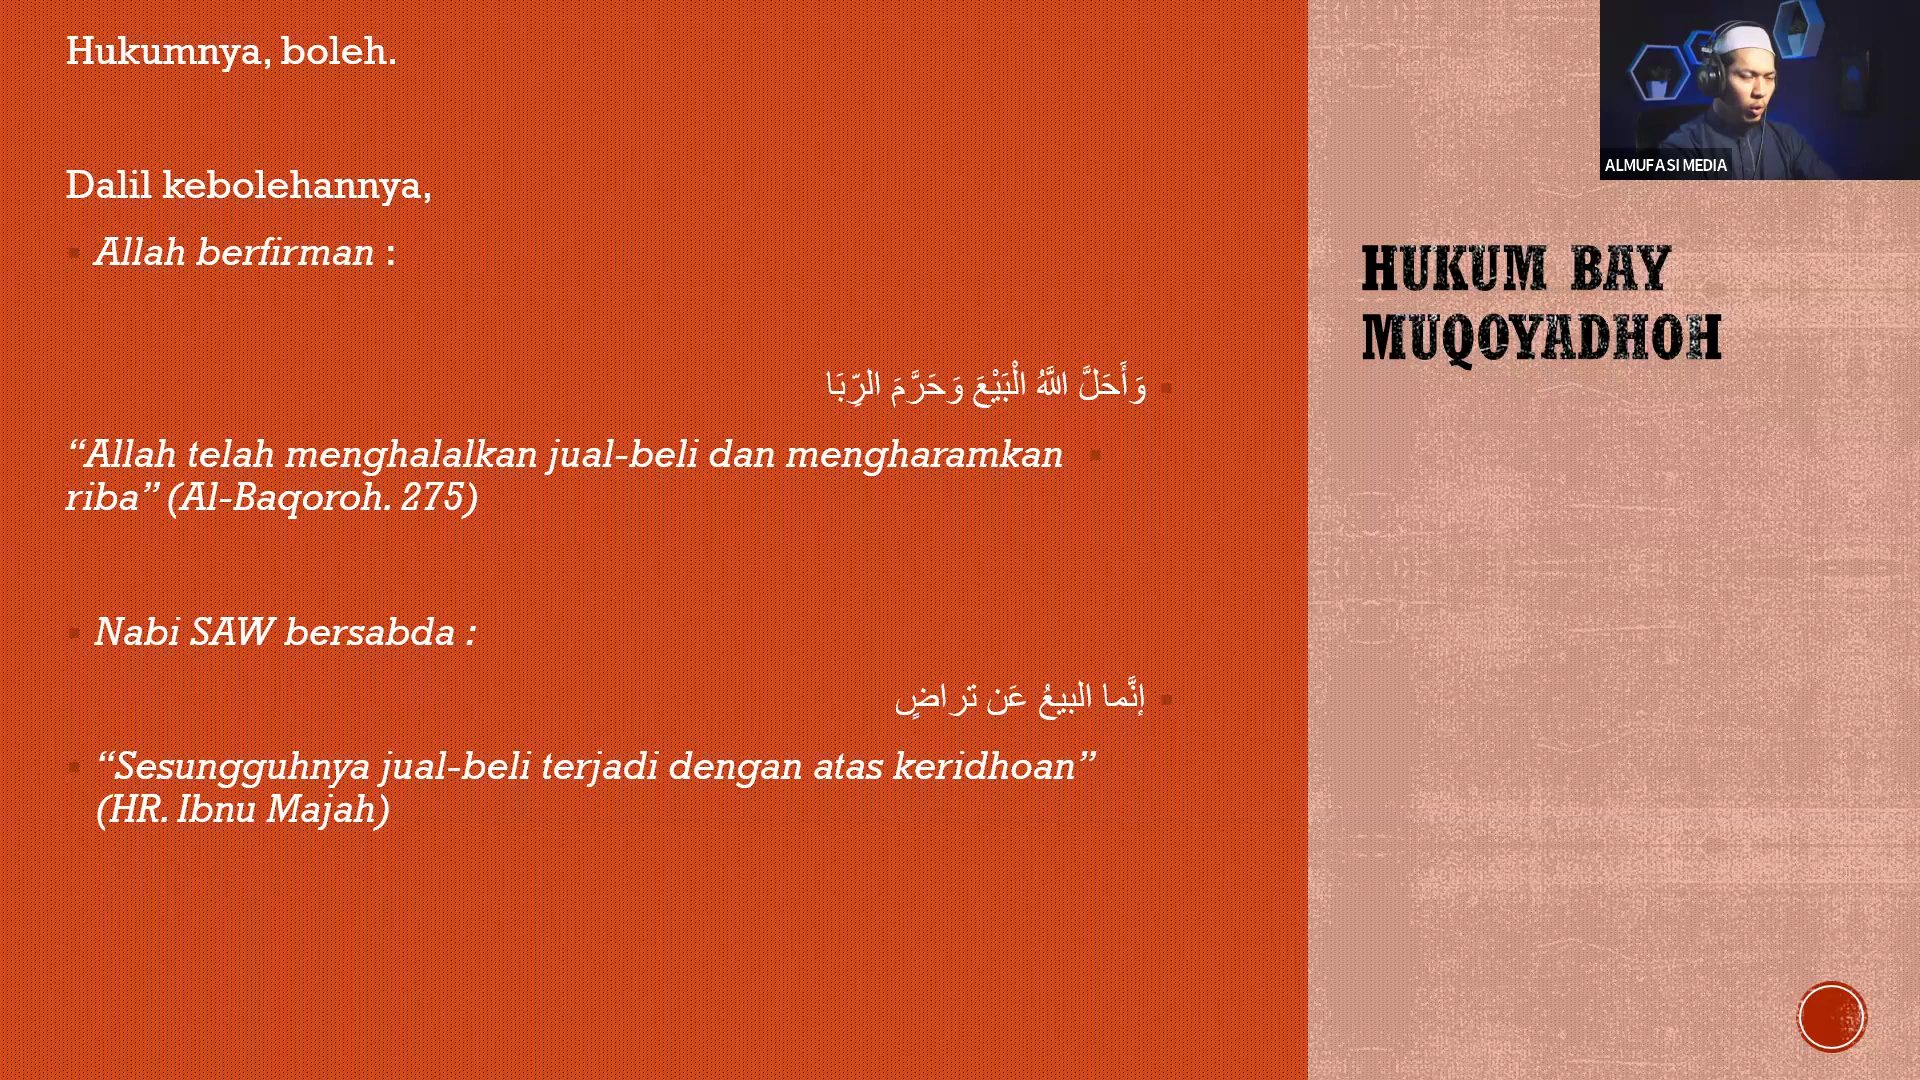 Hukumnya, boleh.
Dalil kebolehannya,
Allah berfirman :
وَأَحَلَّ اللَّهُ الْبَيْعَ وَحَرَّمَ الرِّبَا
“Allah telah menghalalkan jual-beli dan mengharamkan
riba” (Al-Baqoroh. 275)
Nabi SAW bersabda :
إنَّما البيعُ عَن تراضٍ
“Sesungguhnya jual-beli terjadi dengan atas keridhoan”
(HR. Ibnu Majah)
HUKUM BAY
MUQOYADHOH
ALMUFASI MEDIA